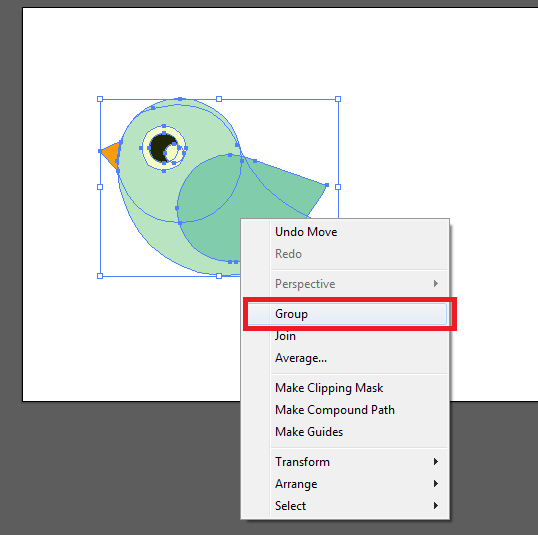 Undo Move
Redo
Perspective
Group
Join
Average...
Make Clipping Mask
Make Compound Path
Make Guides
Transform
Arrange
Select